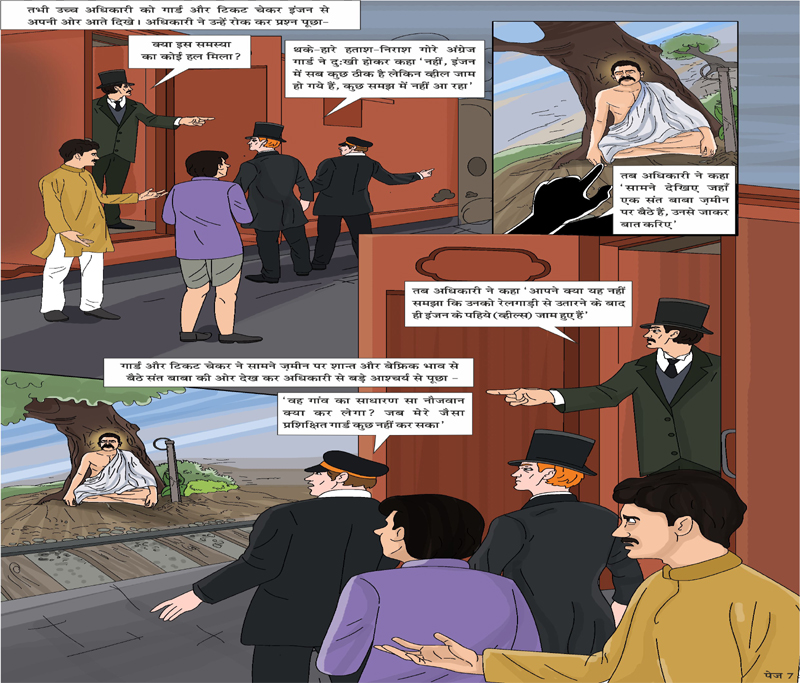 तभी उच्च अधिकारी को गार्ड और टिकट चेकर इंजन से
अपनी ओर आते दिखे। अधिकारी ने उन्हें रोक कर प्रश्न पूछा-
क्या इस समस्या
का कोई हल मिला?
थके-हारे हताश-निराश गोरे अंग्रेज
गार्ड ने दुःखी होकर कहा 'नहीं, इंजन
में सब कुछ ठीक है लेकिन व्हील जाम
हो गये हैं, कुछ समझ में नहीं आ रहा'
तब अधिकारी ने कहा
'सामने देखिए जहाँ
एक संत बाबा ज़मीन
पर बैठे हैं, उनसे जाकर
बात करिए'
तब अधिकारी ने कहा 'आपने क्या यह नहीं
समझा कि उनको रेलगाड़ी से उतारने के बाद
ही इंजन के पहिये (व्हील्स) जाम हुए हैं'
गार्ड और टिकट चेकर ने सामने ज़मीन पर शान्त और बेफ़िक्र भाव से
बैठे संत बाबा की ओर देख कर अधिकारी से बड़े आश्चर्य से पूछा -
'वह गांव का साधारण सा नौजवान
क्या कर लेगा? जब मेरे जैसा
प्रशिक्षित गार्ड कुछ नहीं कर सका'
पेज 7